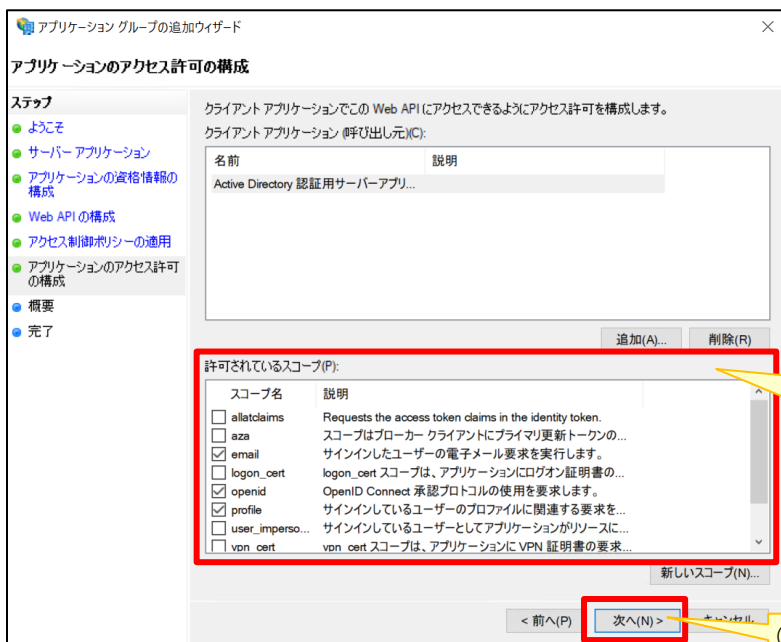 アプリケーション グループの追加ウィザード
アプリケーションのアクセス許可の構成
ステップ
ようこそ
サーバー アプリケーション
アプリケーションの資格情報の
構成
Web API の構成
アクセス制御ポリシーの適用
アプリケーションのアクセス許可
の構成
概要
完了
クライアント アプリケーションでこの Web API にアクセスできるようにアクセス許可を構成します。
クライアント アプリケーション (呼び出し元)(C):
名前 説明
Active Directory 認証用サーバーアプリ...
追加(A)... 削除(R)
許可されているスコープ(P):
スコープ名 説明
allatclaims Requests the access token claims in the identity token.
aza スコープはブローカー クライアントにプライマリ更新トークンの...
email サインインしたユーザーの電子メール要求を実行します。
logon_cert logon_cert スコープは、アプリケーションにログオン証明書の...
openid OpenID Connect 承認プロトコルの使用を要求します。
profile サインインしているユーザーのプロファイルに関連する要求を...
user_imperso... サインインしているユーザーとしてアプリケーションがリソースに...
vpn_cert vpn_cert スコープは、アプリケーションに VPN 証明書の要求...
新しいスコープ(N)...
< 前へ(P) 次へ(N) > キャンセル